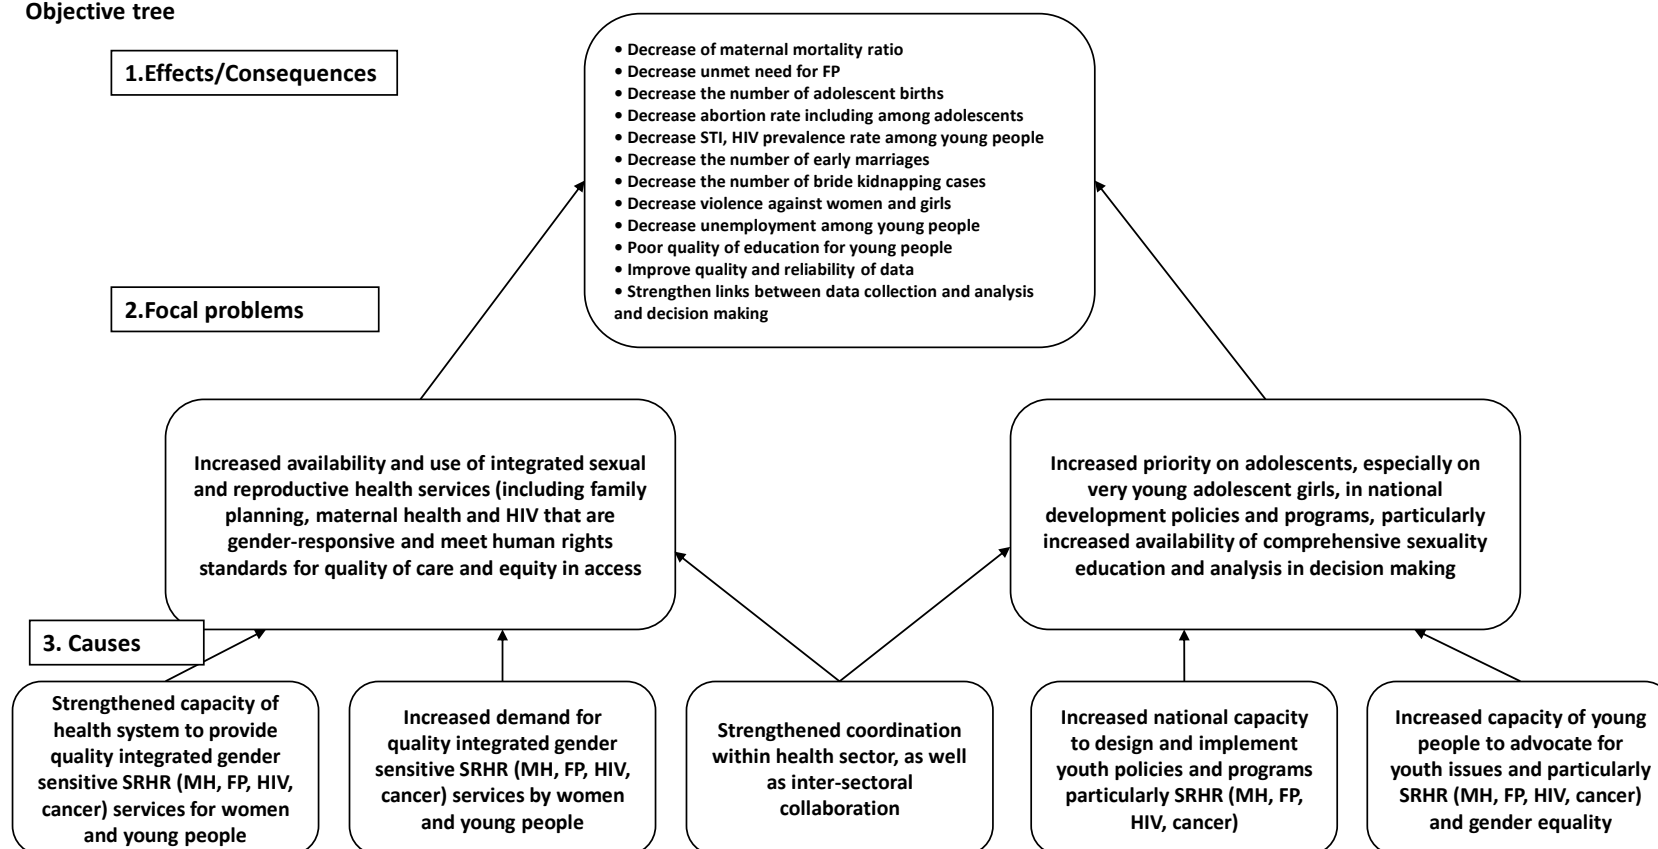 Objective tree
1.Effects/Consequences
• Decrease of maternal mortality ratio
• Decrease unmet need for FP
• Decrease the number of adolescent births
• Decrease abortion rate including among adolescents
• Decrease STI, HIV prevalence rate among young people
• Decrease the number of early marriages
• Decrease the number of bride kidnapping cases
• Decrease violence against women and girls
• Decrease unemployment among young people
• Poor quality of education for young people
• Improve quality and reliability of data
• Strengthen links between data collection and analysis
and decision making
2.Focal problems
Increased availability and use of integrated sexual
and reproductive health services (including family
planning, maternal health and HIV that are
gender-responsive and meet human rights
standards for quality of care and equity in access
Increased priority on adolescents, especially on
very young adolescent girls, in national
development policies and programs, particularly
increased availability of comprehensive sexuality
education and analysis in decision making
3. Causes
Strengthened capacity of
health system to provide
quality integrated gender
sensitive SRHR (MH, FP, HIV,
cancer) services for women
and young people
Increased demand for
quality integrated gender
sensitive SRHR (MH, FP, HIV,
cancer) services by women
and young people
Strengthened coordination
within health sector, as well
as inter-sectoral
collaboration
Increased national capacity
to design and implement
youth policies and programs
particularly SRHR (MH, FP,
HIV, cancer)
Increased capacity of young
people to advocate for
youth issues and particularly
SRHR (MH, FP, HIV, cancer)
and gender equality